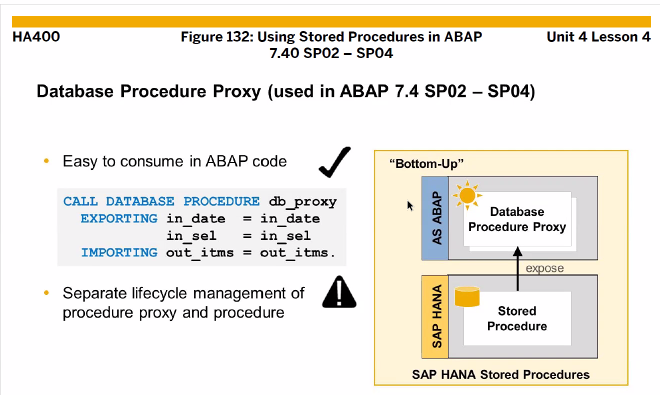 HA400
Figure 132: Using Stored Procedures in ABAP
7.40 SP02 – SP04
Unit 4 Lesson 4
Database Procedure Proxy (used in ABAP 7.4 SP02 – SP04)
• Easy to consume in ABAP code
CALL DATABASE PROCEDURE db_proxy
EXPORTING in_date = in_date
in_sel = in_sel
IMPORTING out_itms = out_itms.
• Separate lifecycle management of
procedure proxy and procedure
“Bottom-Up”
AS ABAP
Database
Procedure Proxy
expose
SAP HANA
Stored
Procedure
SAP HANA Stored Procedures